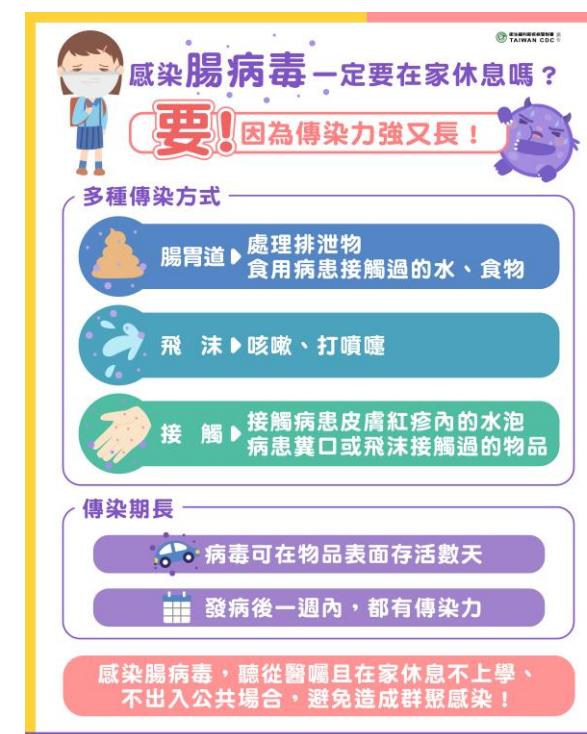 TAIWAN CDC
感染腸病毒一定要在家休息嗎？
要！因為傳染力強又長！
多種傳染方式
腸胃道 處理排泄物
食用病患接觸過的水、食物
飛沫 咳嗽、打噴嚏
接觸 接觸病患皮膚紅疹內的水泡
病患糞口或飛沫接觸過的物品
傳染期長
病毒可在物品表面存活數天
發病後一週內，都有傳染力
感染腸病毒，聽從醫囑且在家休息不上學、
不出入公共場合，避免造成群聚感染！